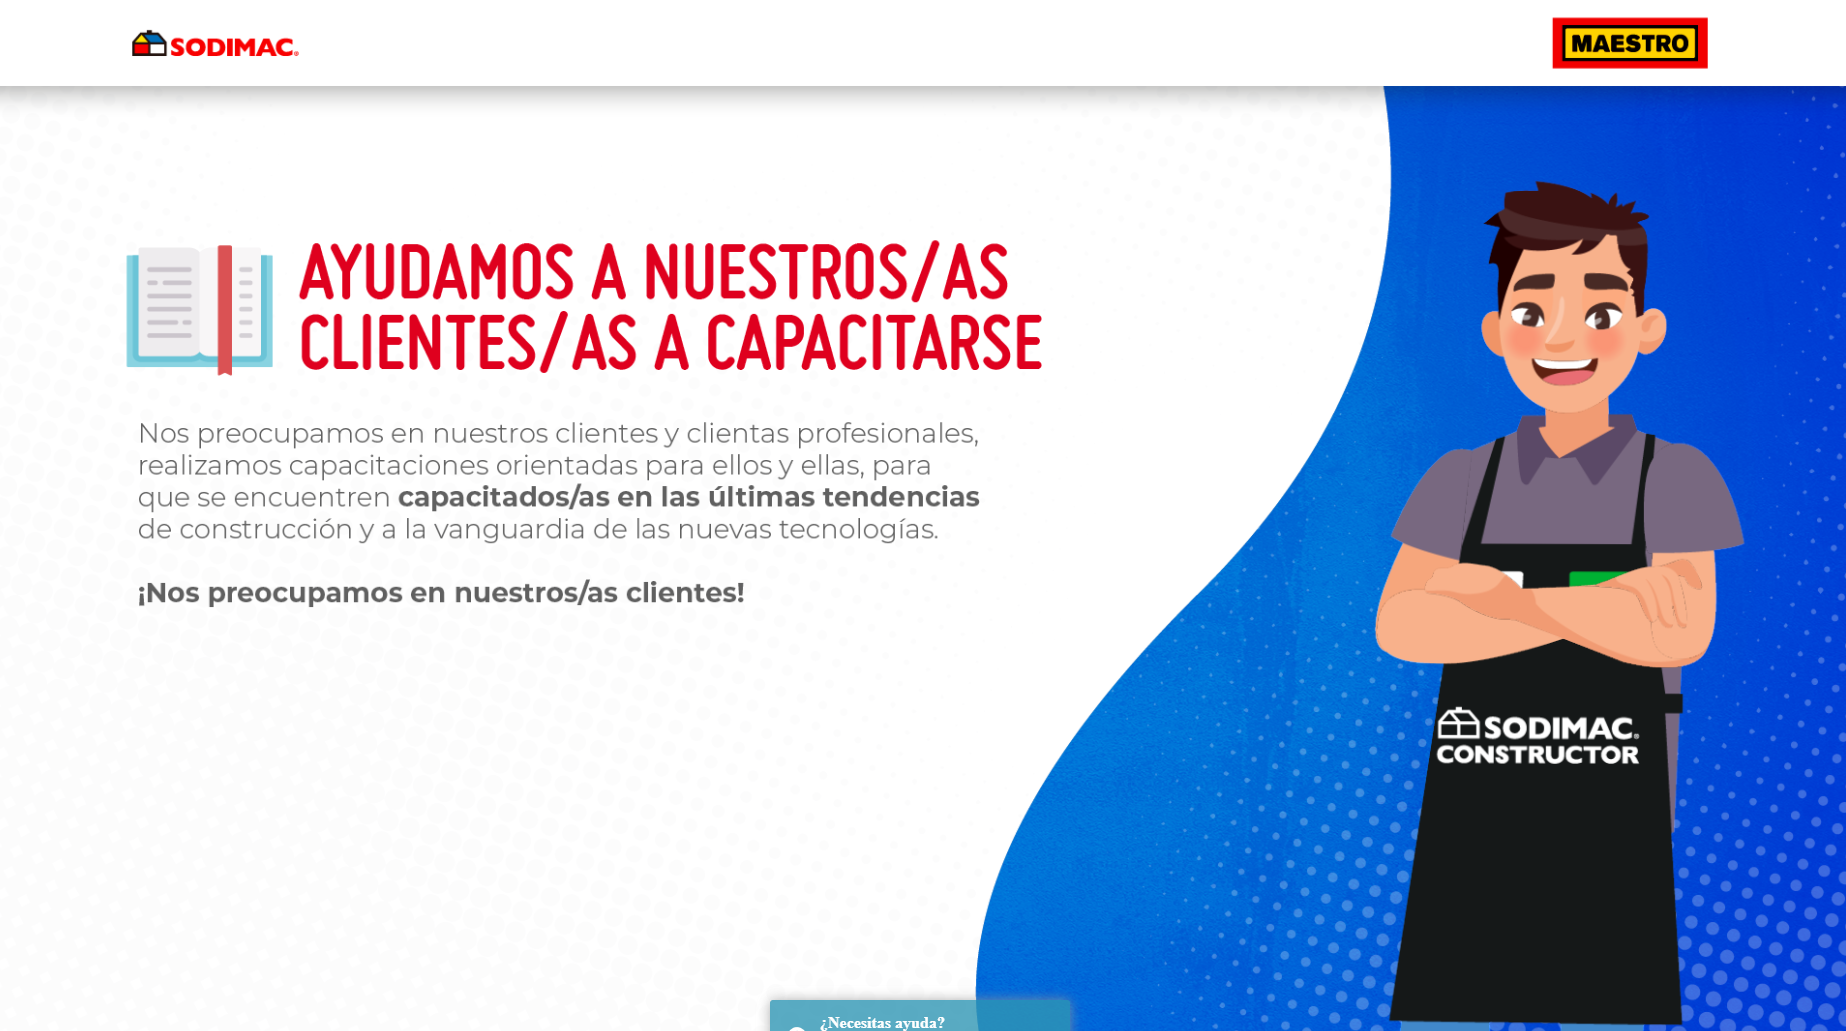 SODIMAC®
MAESTRO
AYUDAMOS A NUESTROS/AS
CLIENTES/AS A CAPACITARSE
Nos preocupamos en nuestros clientes y clientas profesionales,
realizamos capacitaciones orientadas para ellos y ellas, para
que se encuentren capacitados/as en las últimas tendencias
de construcción y a la vanguardia de las nuevas tecnologías.
¡Nos preocupamos en nuestros/as clientes!
SODIMAC®
CONSTRUCTOR
¿Necesitas ayuda?